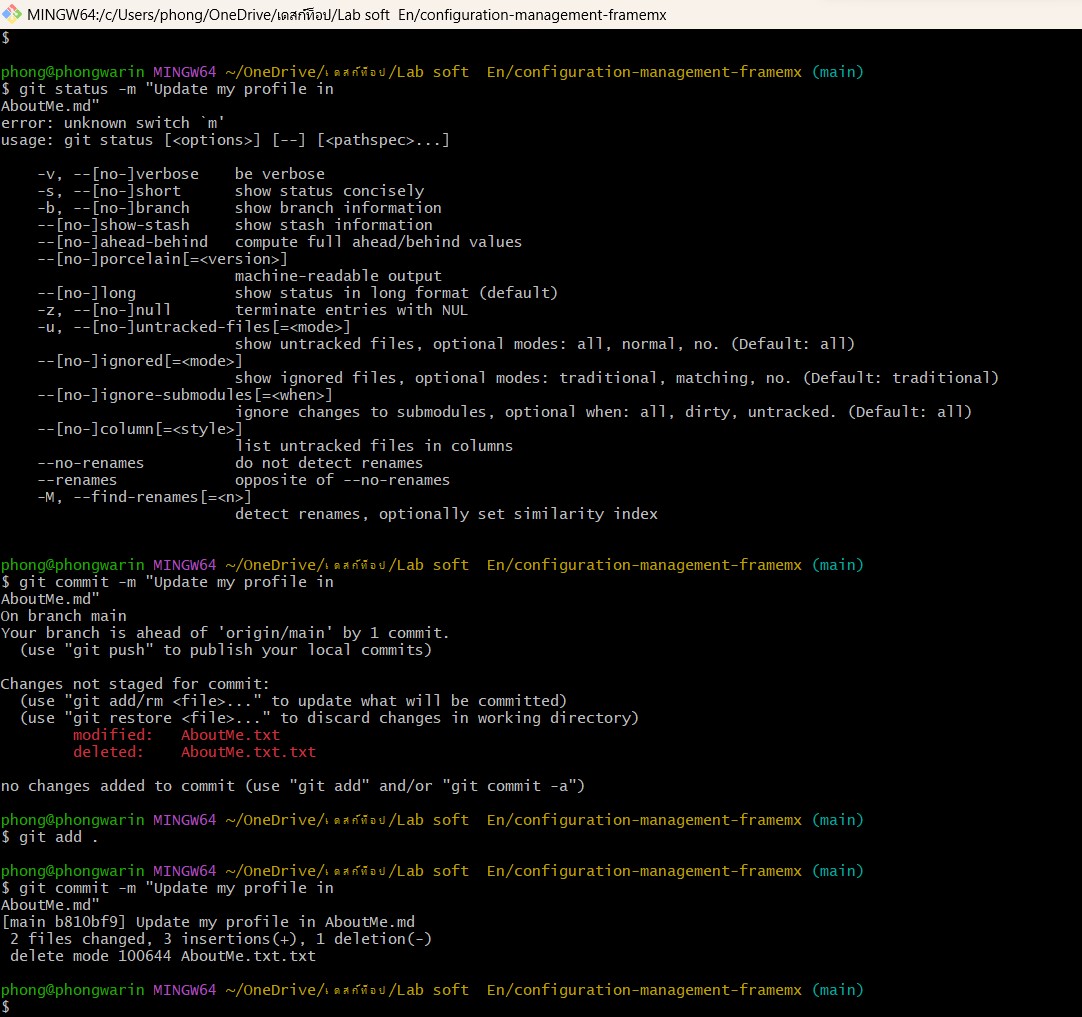 MINGW64:/c/Users/phong/OneDrive/เดสก์ท็อป/Lab soft  En/configuration-management-framemx
$
phong@phongwarin MINGW64 ~/OneDrive/เดสก์ท็อป/Lab soft  En/configuration-management-framemx (main)
$ git status -m "Update my profile in
AboutMe.md"
error: unknown switch `m'
usage: git status [<options>] [--] [<pathspec>...]
    -v, --[no-]verbose    be verbose
    -s, --[no-]short      show status concisely
    -b, --[no-]branch     show branch information
    --[no-]show-stash     show stash information
    --[no-]ahead-behind   compute full ahead/behind values
    --[no-]porcelain[=<version>]
                          machine-readable output
    --[no-]long           show status in long format (default)
    -z, --[no-]null       terminate entries with NUL
    -u, --[no-]untracked-files[=<mode>]
                          show untracked files, optional modes: all, normal, no. (Default: all)
    --[no-]ignored[=<mode>]
                          show ignored files, optional modes: traditional, matching, no. (Default: traditional)
    --[no-]ignore-submodules[=<when>]
                          ignore changes to submodules, optional when: all, dirty, untracked. (Default: all)
    --[no-]column[=<style>]
                          list untracked files in columns
    --no-renames          do not detect renames
    --renames             opposite of --no-renames
    -M, --find-renames[=<n>]
                          detect renames, optionally set similarity index
phong@phongwarin MINGW64 ~/OneDrive/เดสก์ท็อป/Lab soft  En/configuration-management-framemx (main)
$ git commit -m "Update my profile in
AboutMe.md"
On branch main
Your branch is ahead of 'origin/main' by 1 commit.
  (use "git push" to publish your local commits)
Changes not staged for commit:
  (use "git add/rm <file>..." to update what will be committed)
  (use "git restore <file>..." to discard changes in working directory)
        modified:   AboutMe.txt
        deleted:    AboutMe.txt.txt
no changes added to commit (use "git add" and/or "git commit -a")
phong@phongwarin MINGW64 ~/OneDrive/เดสก์ท็อป/Lab soft  En/configuration-management-framemx (main)
$ git add .
phong@phongwarin MINGW64 ~/OneDrive/เดสก์ท็อป/Lab soft  En/configuration-management-framemx (main)
$ git commit -m "Update my profile in
AboutMe.md"
[main b810bf9] Update my profile in AboutMe.md
 2 files changed, 3 insertions(+), 1 deletion(-)
 delete mode 100644 AboutMe.txt.txt
phong@phongwarin MINGW64 ~/OneDrive/เดสก์ท็อป/Lab soft  En/configuration-management-framemx (main)
$